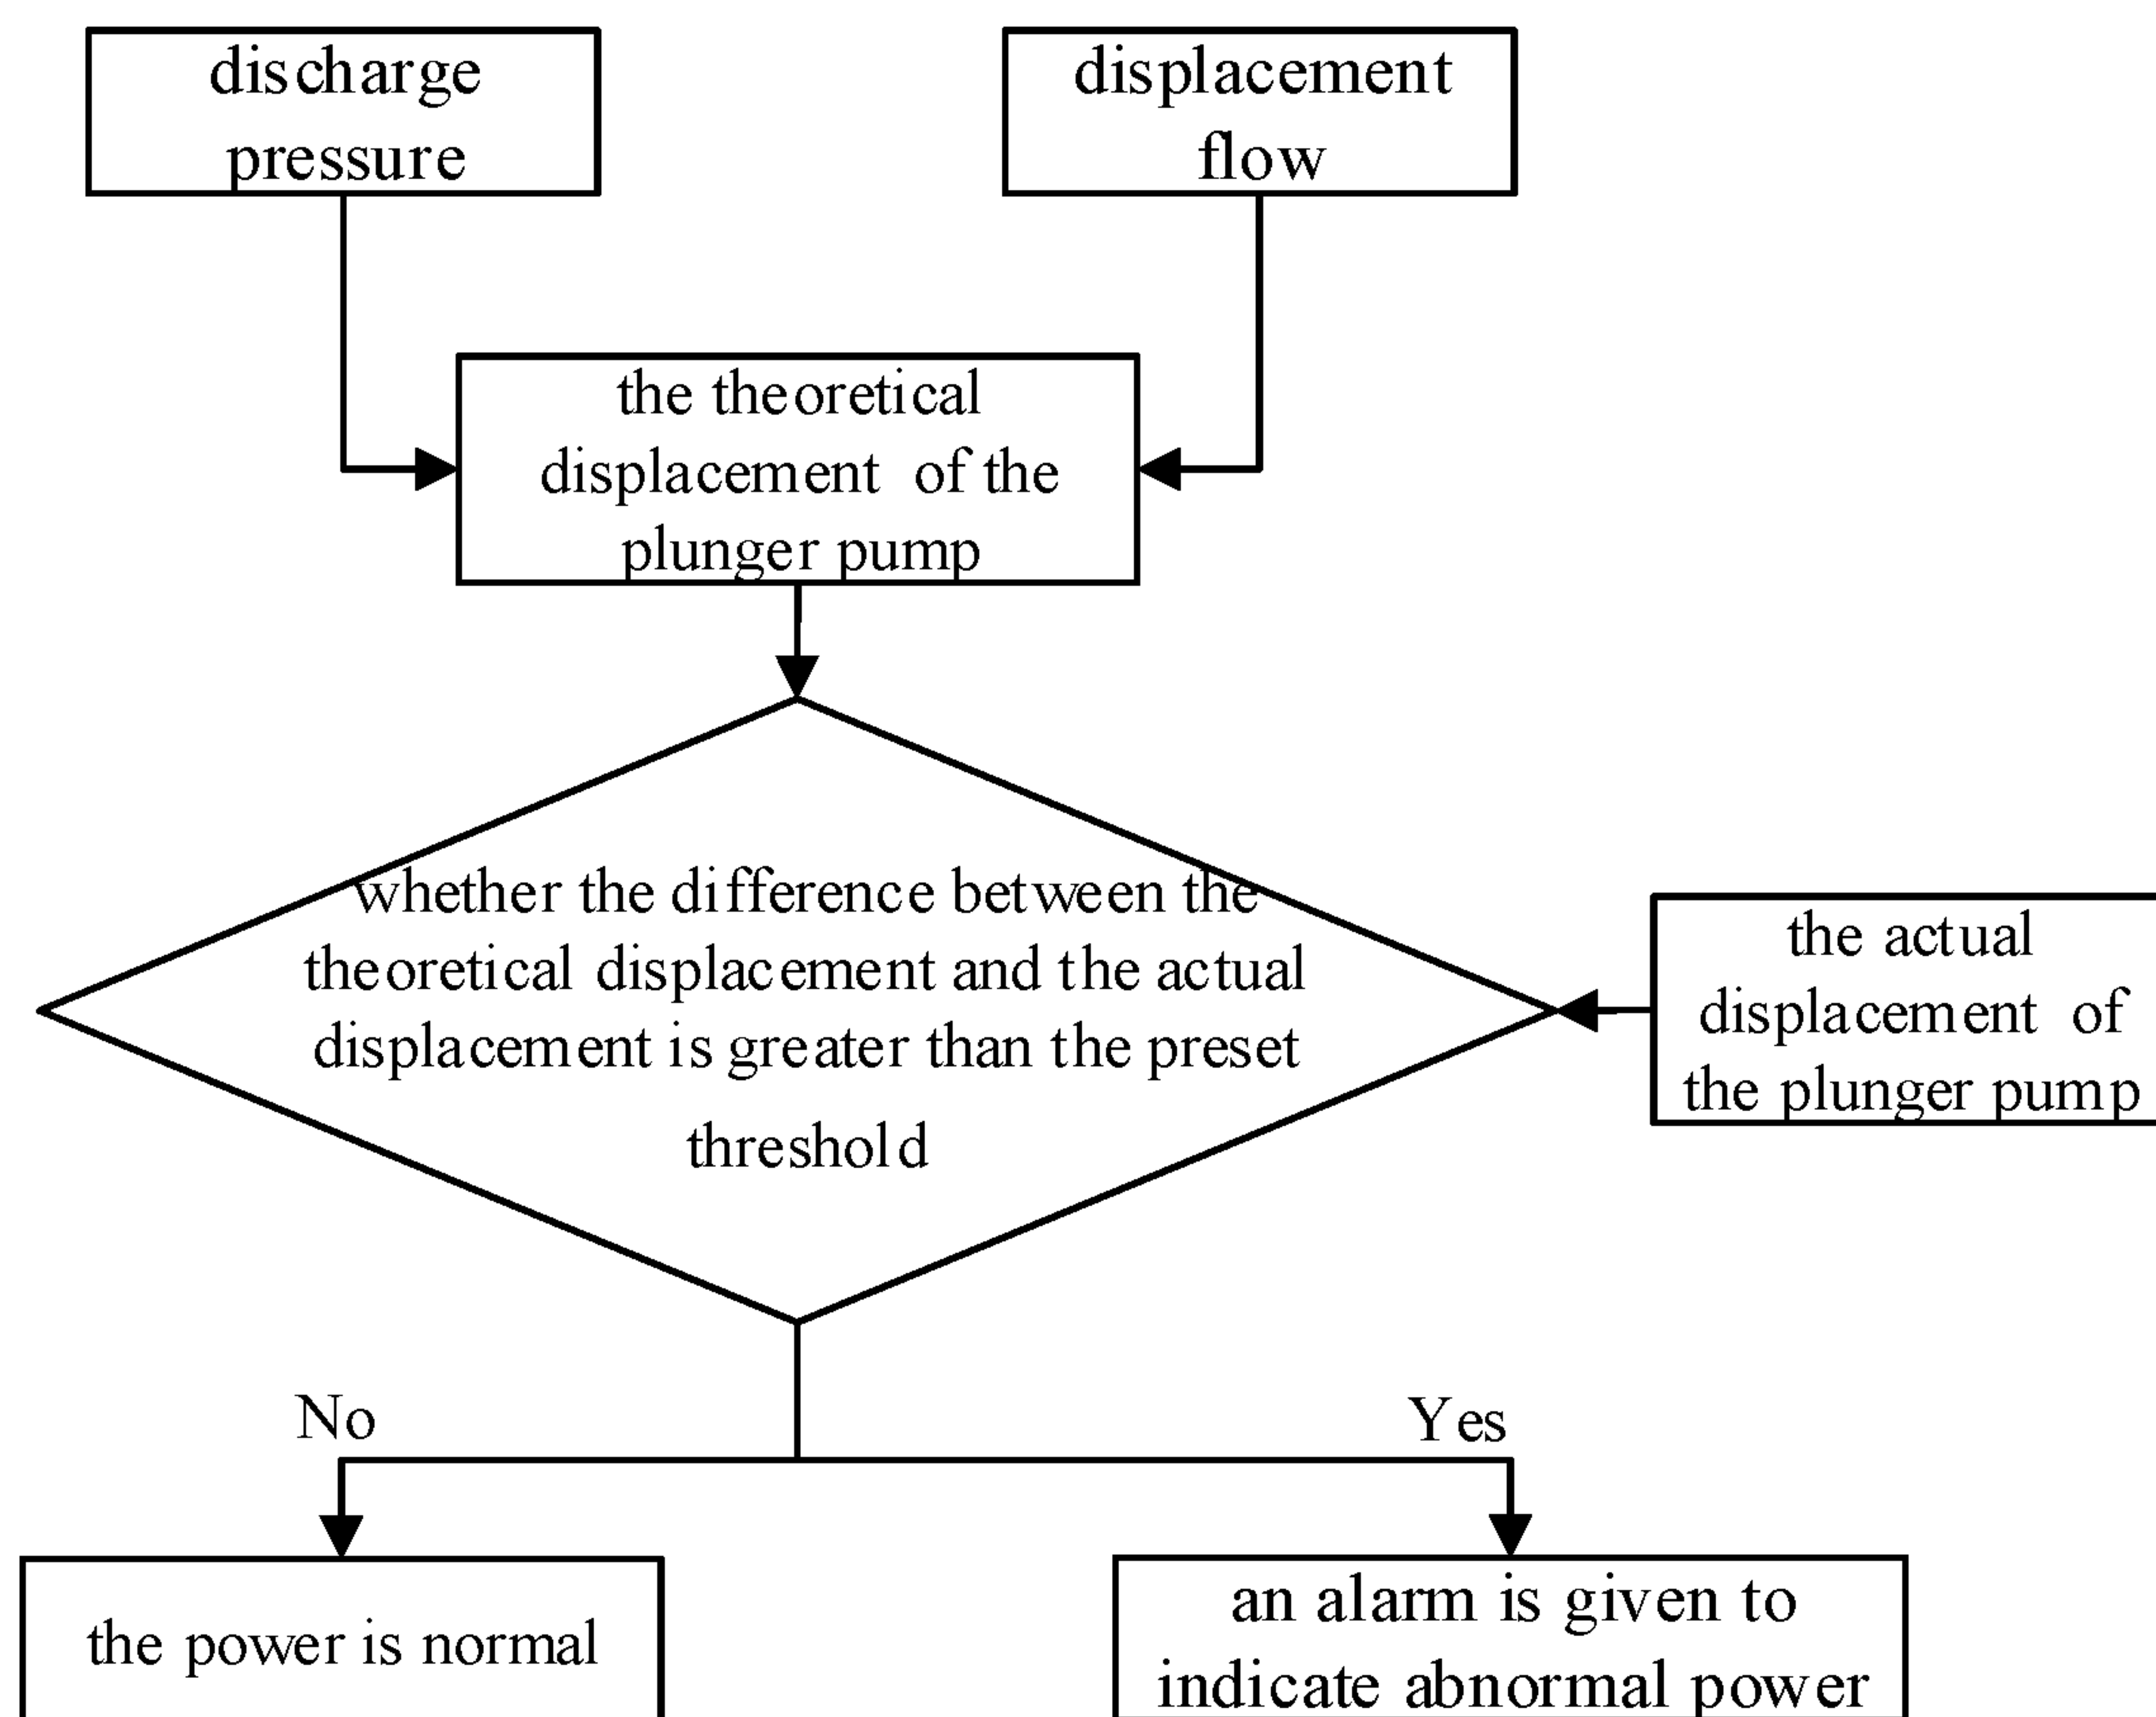 discharge
pressure
displacement
flow
the theoretical
displacement of the
plunger pump
whether the difference between the
theoretical displacement and the actual
displacement is greater than the preset
threshold
the actual
displacement of
the plunger pump
No
Yes
the power is normal
an alarm is given to
indicate abnormal power